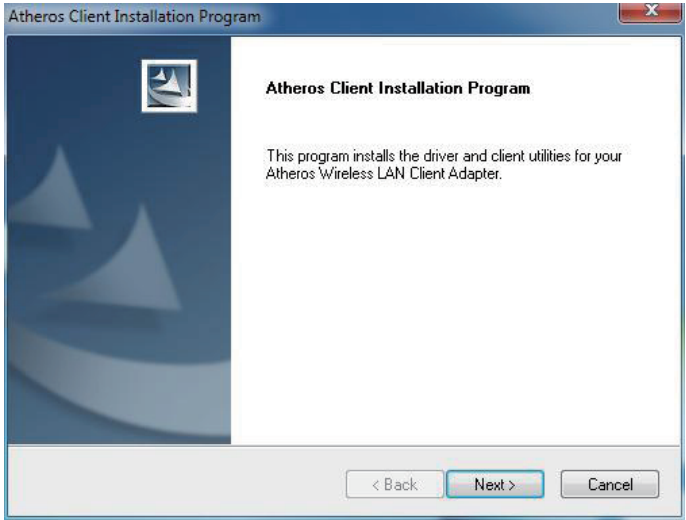 Atheros Client Installation Program
Atheros Client Installation Program
This program installs the driver and client utilities for your
Atheros Wireless LAN Client Adapter.
< Back
Next >
Cancel